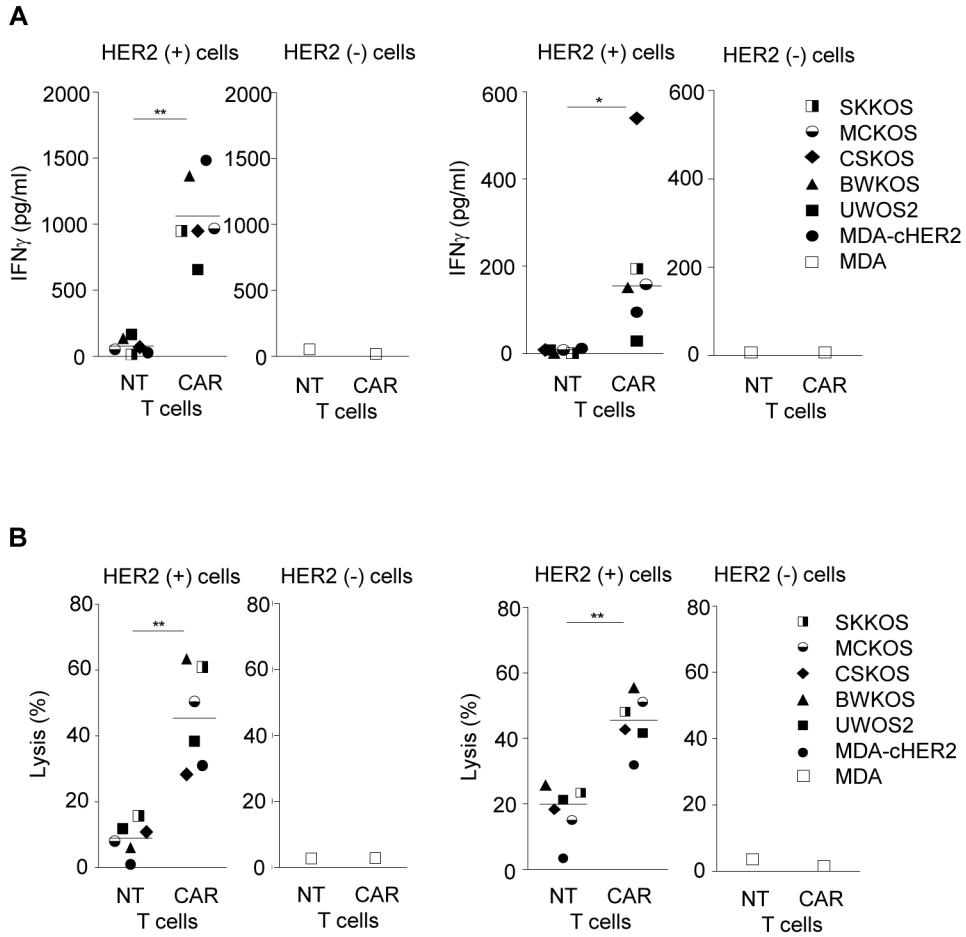 A
HER2 (+) cells
HER2 (-) cells
2000
1500
1000
500
0
IFNγ (pg/ml)
**
NT
CAR
T cells
2000
1500
1000
500
0
NT
CAR
HER2 (+) cells
HER2 (-) cells
600
400
200
0
IFNγ (pg/ml)
*
NT
CAR
T cells
600
400
200
0
NT
CAR
T cells
SKKOS
MCKOS
CSKOS
BWKOS
UWOS2
MDA-cHER2
MDA
T cells
B
HER2 (+) cells
HER2 (-) cells
80
60
40
20
0
Lysis (%)
**
NT
CAR
T cells
80
60
40
20
0
NT
CAR
T cells
HER2 (+) cells
HER2 (-) cells
80
60
40
20
0
Lysis (%)
**
NT
CAR
T cells
80
60
40
20
0
NT
CAR
T cells
SKKOS
MCKOS
CSKOS
BWKOS
UWOS2
MDA-cHER2
MDA